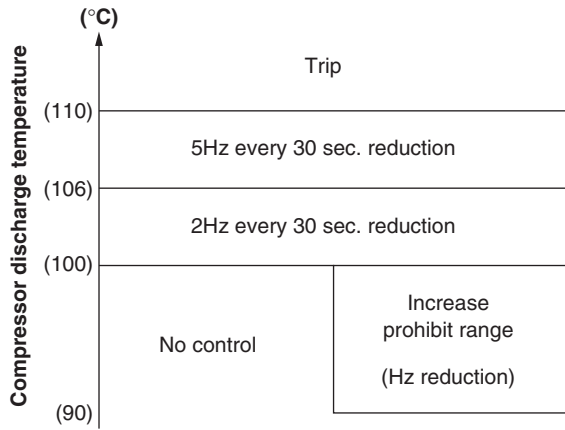 (°C)
Compressor discharge temperature
Trip
(110)
5Hz every 30 sec. reduction
(106)
2Hz every 30 sec. reduction
(100)
No control
Increase
prohibit range
(Hz reduction)
(90)